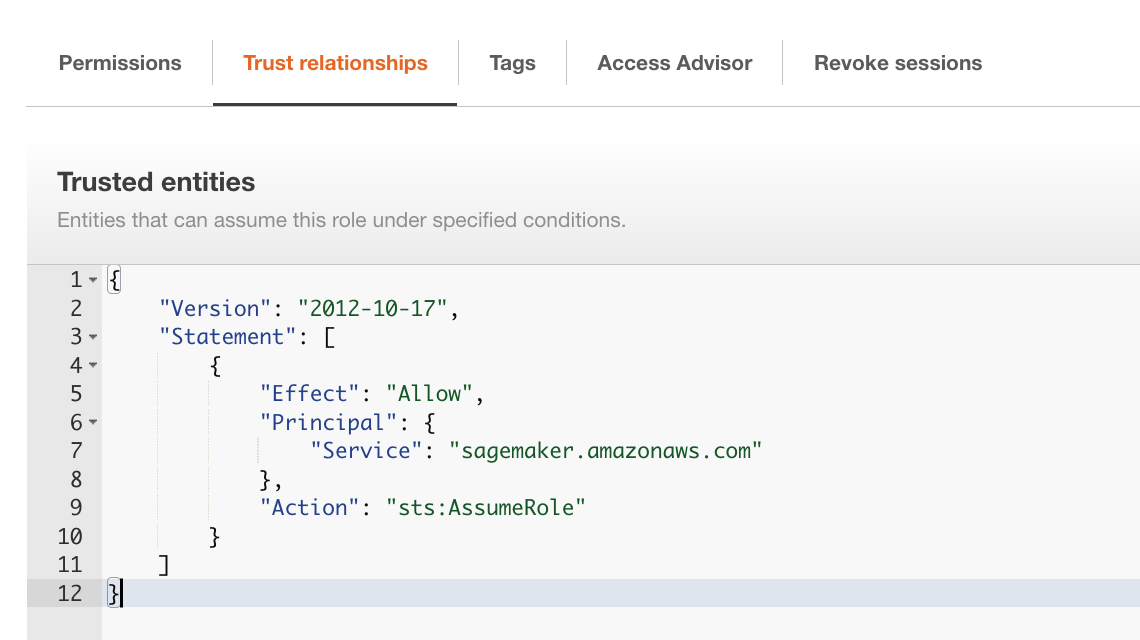 Permissions Trust relationships Tags Access Advisor Revoke sessions
Trusted entities
Entities that can assume this role under specified conditions.
1 {
2     "Version": "2012-10-17",
3     "Statement": [
4         {
5             "Effect": "Allow",
6             "Principal": {
7                 "Service": "sagemaker.amazonaws.com"
8             },
9             "Action": "sts:AssumeRole"
10         }
11     ]
12 }